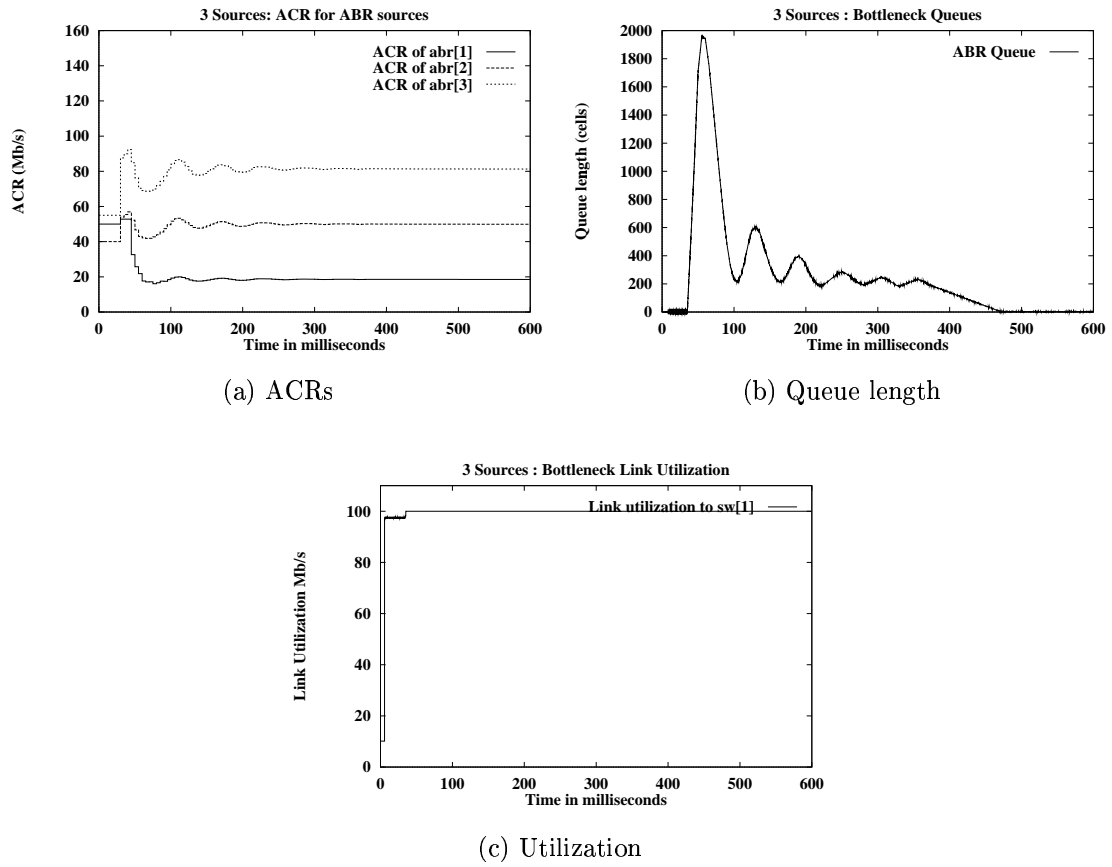 3 Sources: ACR for ABR sources
160
140
120
100
80
60
40
20
0
ACR (Mb/s)
ACR of abr[1]
ACR of abr[2]
ACR of abr[3]
0 100 200 300 400 500 600
Time in milliseconds
(a) ACRs
3 Sources : Bottleneck Queues
2000
1800
1600
1400
1200
1000
800
600
400
200
0
Queue length (cells)
ABR Queue
0 100 200 300 400 500 600
Time in milliseconds
(b) Queue length
3 Sources : Bottleneck Link Utilization
100
80
60
40
20
0
Link Utilization Mb/s
Link utilization to sw[1]
0 100 200 300 400 500 600
Time in milliseconds
(c) Utilization